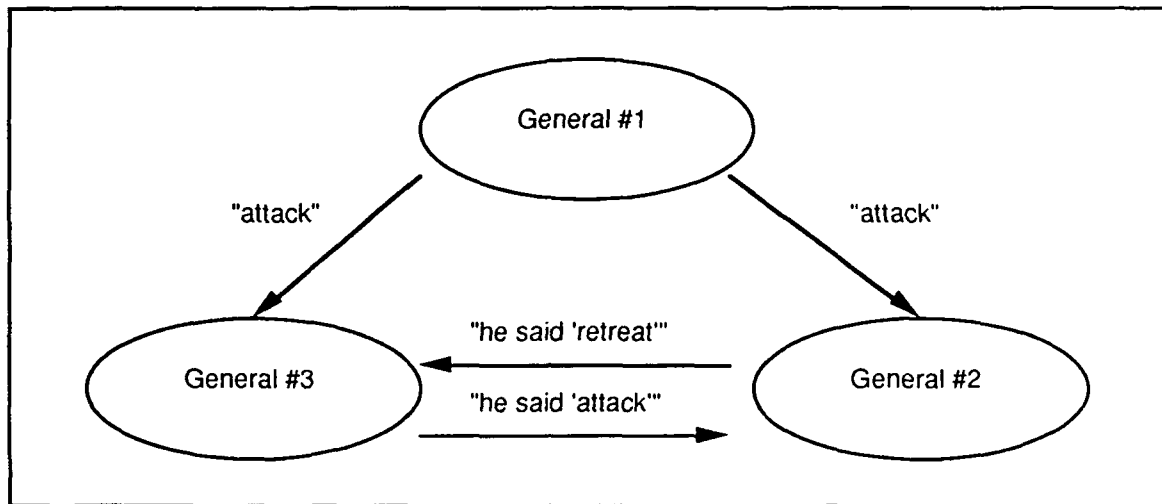 General #1
"attack"
"attack"
"he said 'retreat'"
General #3
General #2
"he said 'attack'"